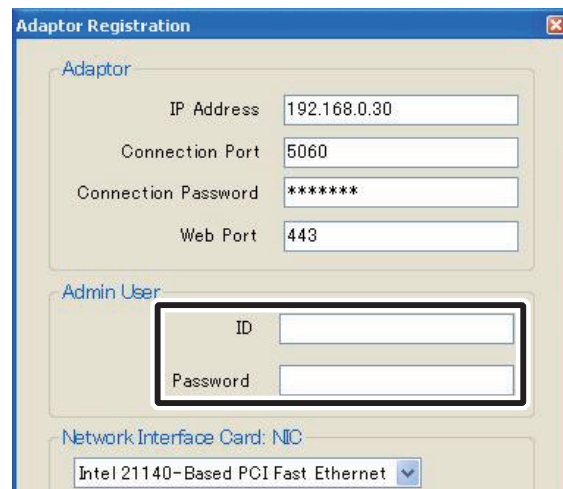 Adaptor Registration
Adaptor
IP Address 192.168.0.30
Connection Port 5060
Connection Password *******
Web Port 443
Admin User
ID
Password
Network Interface Card: NIC
Intel 21140-Based PCI Fast Ethernet